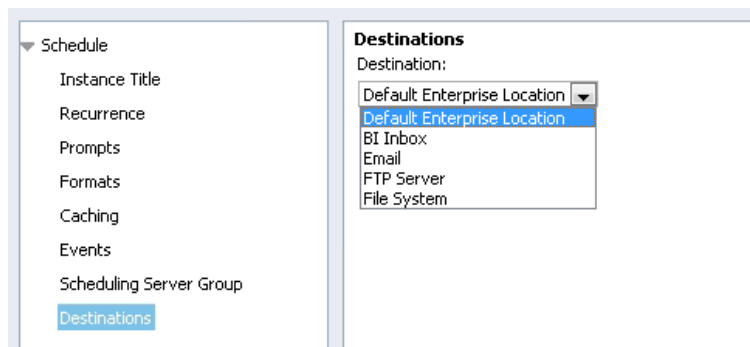 Schedule
Instance Title
Recurrence
Prompts
Formats
Caching
Events
Scheduling Server Group
Destinations
Destinations
Destination:
Default Enterprise Location
Default Enterprise Location
BI Inbox
Email
FTP Server
File System